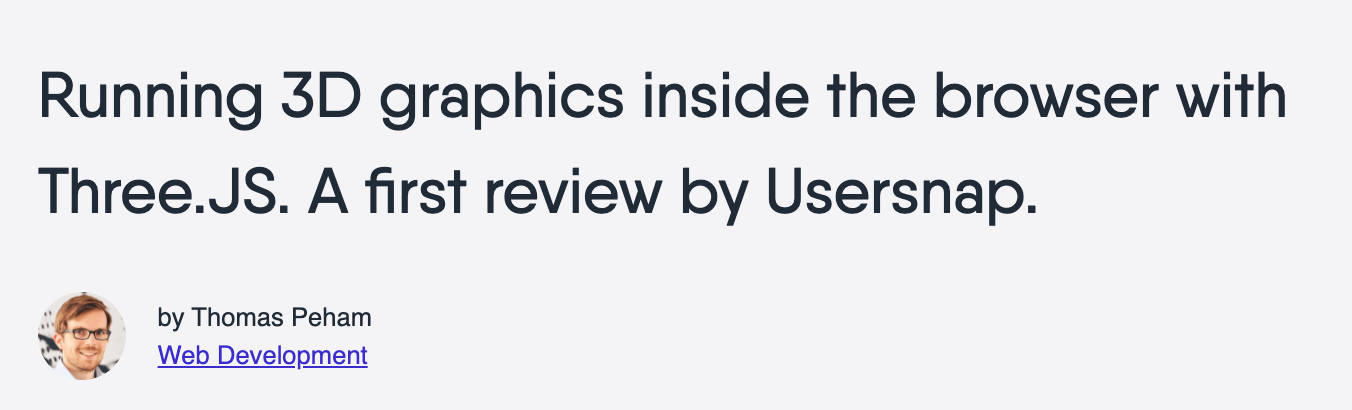 Running 3D graphics inside the browser with
Three.JS. A first review by Usersnap.
by Thomas Peham
Web Development